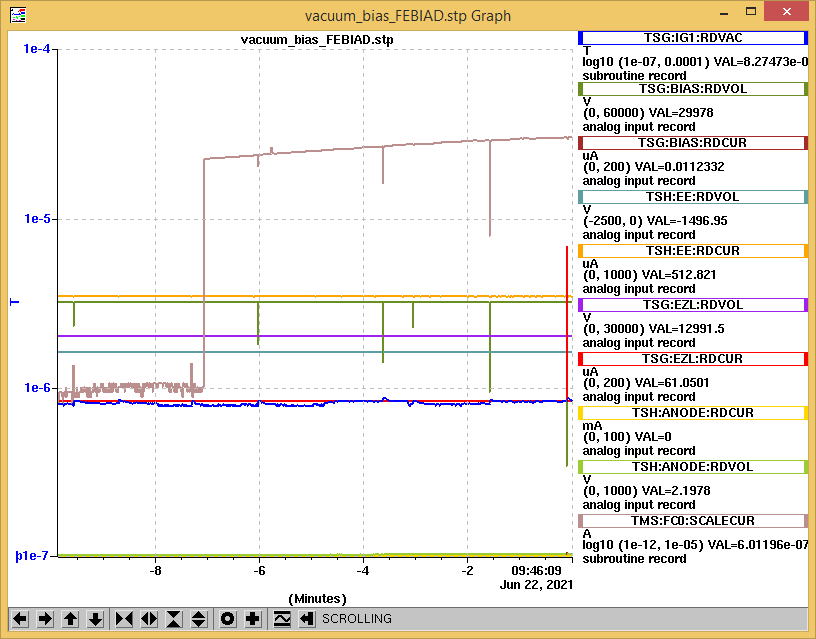 vacuum_bias_FEBIAD.stp Graph
vacuum_bias_FEBIAD.stp
1e-4
1e-5
T
1e-6
1e-7
-8
-6
-4
-2
09:46:09
Jun 22, 2021
(Minutes)
TSG:IG1:RDVAC
T
log10 (1e-07, 0.0001) VAL=8.27473e-0
subroutine record
TSG:BIAS:RDVOL
V
(0, 60000) VAL=29978
analog input record
TSG:BIAS:RDCUR
uA
(0, 200) VAL=0.0112332
analog input record
TSH:EE:RDVOL
V
(-2500, 0) VAL=-1496.95
analog input record
TSH:EE:RDCUR
uA
(0, 1000) VAL=512.821
analog input record
TSG:EZL:RDVOL
V
(0, 30000) VAL=12991.5
analog input record
TSG:EZL:RDCUR
uA
(0, 200) VAL=61.0501
analog input record
TSH:ANODE:RDCUR
mA
(0, 100) VAL=0
analog input record
TSH:ANODE:RDVOL
V
(0, 1000) VAL=2.1978
analog input record
TMS:FC0:SCALECUR
A
log10 (1e-12, 1e-05) VAL=6.01196e-07
subroutine record
SCROLLING